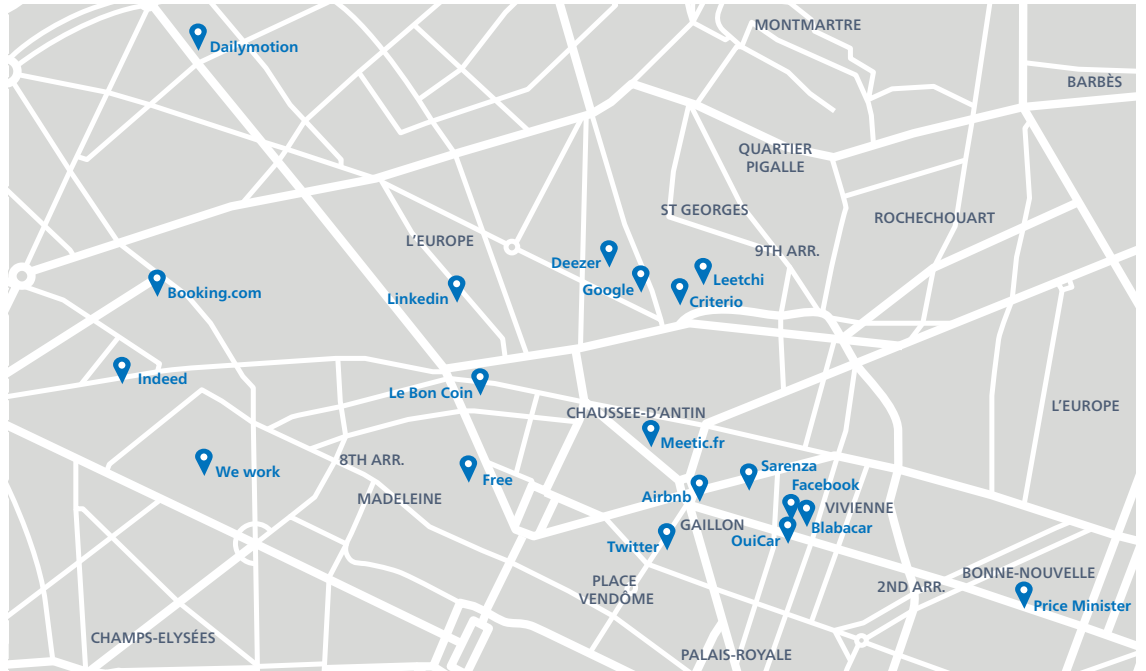 MONTMARTRE
Dailymotion
BARBÈS
QUARTIER
PIGALLE
ST GEORGES
ROCHECHOUART
L'EUROPE
9TH ARR.
Deezer
Leetchi
Google
Booking.com
Linkedin
Criterio
Indeed
Le Bon Coin
L'EUROPE
CHAUSSEE-D'ANTIN
Meetic.fr
8TH ARR.
Sarenza
We work
Free
Facebook
MADELEINE
Airbnb
VIVIENNE
GAILLON
Blabacar
OuiCar
Twitter
BONNE-NOUVELLE
PLACE
VENDÔME
2ND ARR.
Price Minister
CHAMPS-ELYSÉES
PALAIS-ROYALE